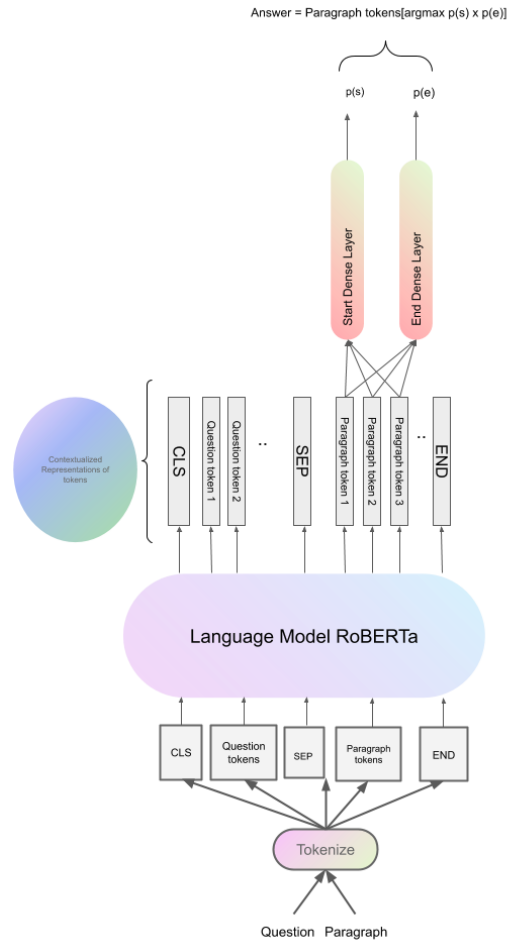 Answer = Paragraph tokens[argmax p(s) x p(e)]
p(s)
p(e)
Start Dense Layer
End Dense Layer
Contextualized
Representations of
tokens
CLS
Question token 1
Question token 2
..
SEP
Paragraph token 1
Paragraph token 2
Paragraph token 3
..
END
Language Model RoBERTa
CLS
Question
tokens
SEP
Paragraph
tokens
END
Tokenize
Question
Paragraph